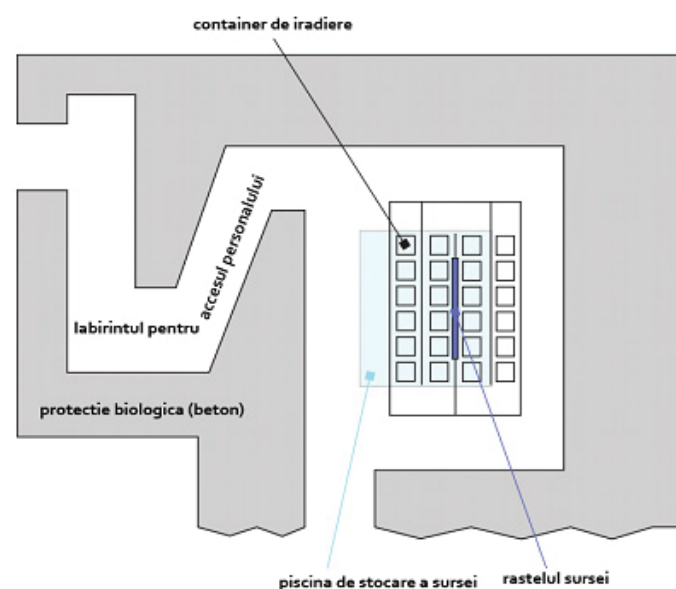 container de iradiere
accesul personalului
labirintul pentru
protectie biologica (beton)
piscina de stocare a sursei
rastelul sursei